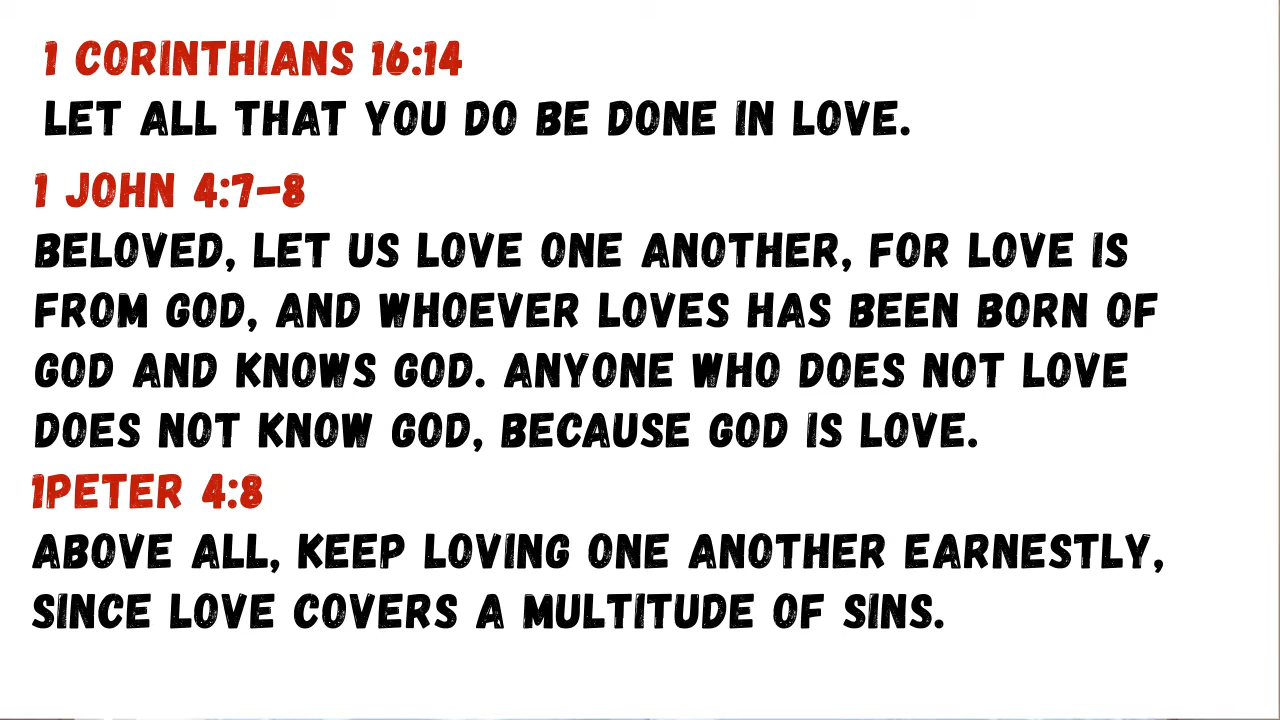 1 CORINTHIANS 16:14
LET ALL THAT YOU DO BE DONE IN LOVE.
1 JOHN 4:7–8
BELOVED, LET US LOVE ONE ANOTHER, FOR LOVE IS
FROM GOD, AND WHOEVER LOVES HAS BEEN BORN OF
GOD AND KNOWS GOD. ANYONE WHO DOES NOT LOVE
DOES NOT KNOW GOD, BECAUSE GOD IS LOVE.
1PETER 4:8
ABOVE ALL, KEEP LOVING ONE ANOTHER EARNESTLY,
SINCE LOVE COVERS A MULTITUDE OF SINS.